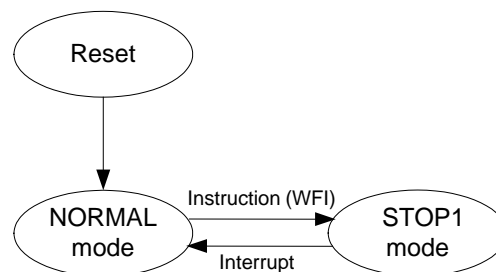 Reset
Instruction (WFI)
NORMAL
mode
STOP1
mode
Interrupt